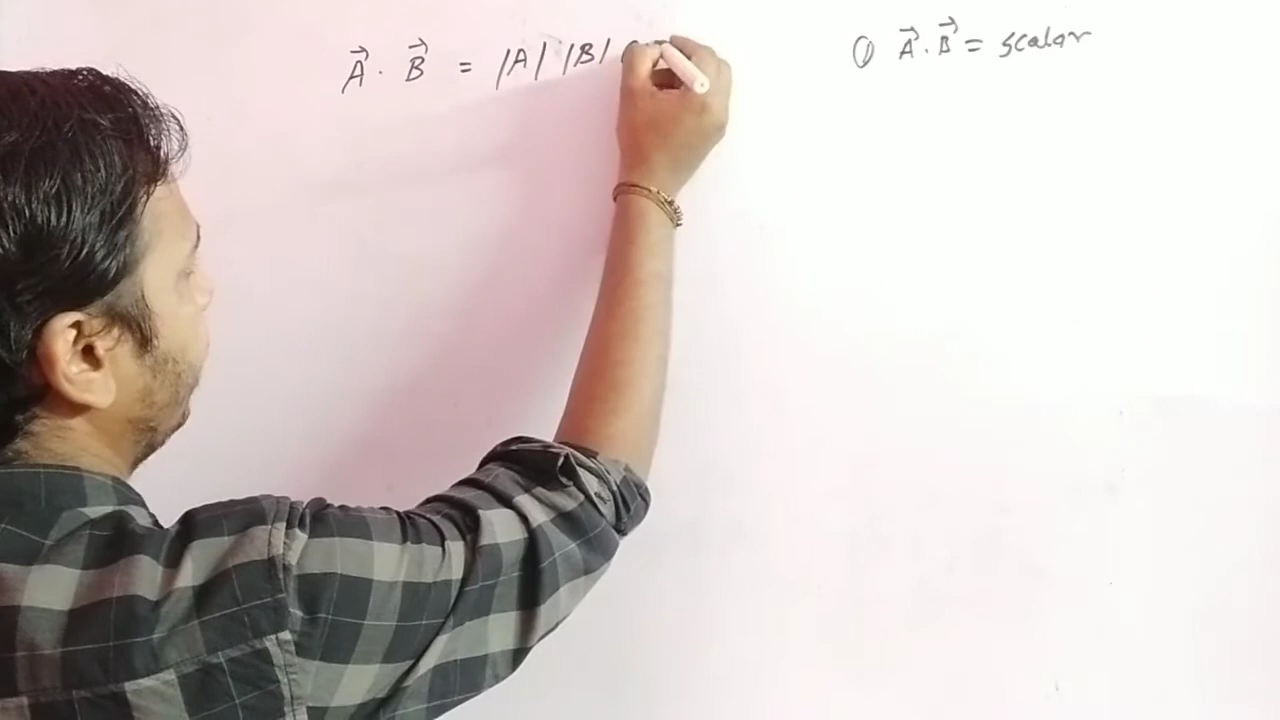 A⃗ . B⃗ = |A| |B|
① A⃗ . B⃗ = scalar